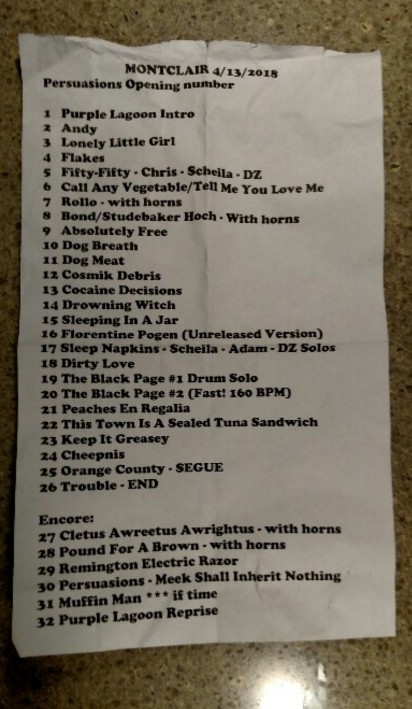 MONTCLAIR 4/13/2018
Persuasions Opening number
1 Purple Lagoon Intro
2 Andy
3 Lonely Little Girl
4 Flakes
5 Fifty-Fifty - Chris - Scheila - DZ
6 Call Any Vegetable/Tell Me You Love Me
7 Rollo - with horns
8 Bond/Studebaker Hoch - With horns
9 Absolutely Free
10 Dog Breath
11 Dog Meat
12 Cosmik Debris
13 Cocaine Decisions
14 Drowning Witch
15 Sleeping In A Jar
16 Florentine Pogen (Unreleased Version)
17 Sleep Napkins - Scheila - Adam - DZ Solos
18 Dirty Love
19 The Black Page #1 Drum Solo
20 The Black Page #2 (Fast! 160 BPM)
21 Peaches En Regalia
22 This Town Is A Sealed Tuna Sandwich
23 Keep It Greasey
24 Cheepnis
25 Orange County - SEGUE
26 Trouble - END
Encore:
27 Cletus Awreetus Awrightus - with horns
28 Pound For A Brown - with horns
29 Remington Electric Razor
30 Persuasions - Meek Shall Inherit Nothing
31 Muffin Man *** if time
32 Purple Lagoon Reprise